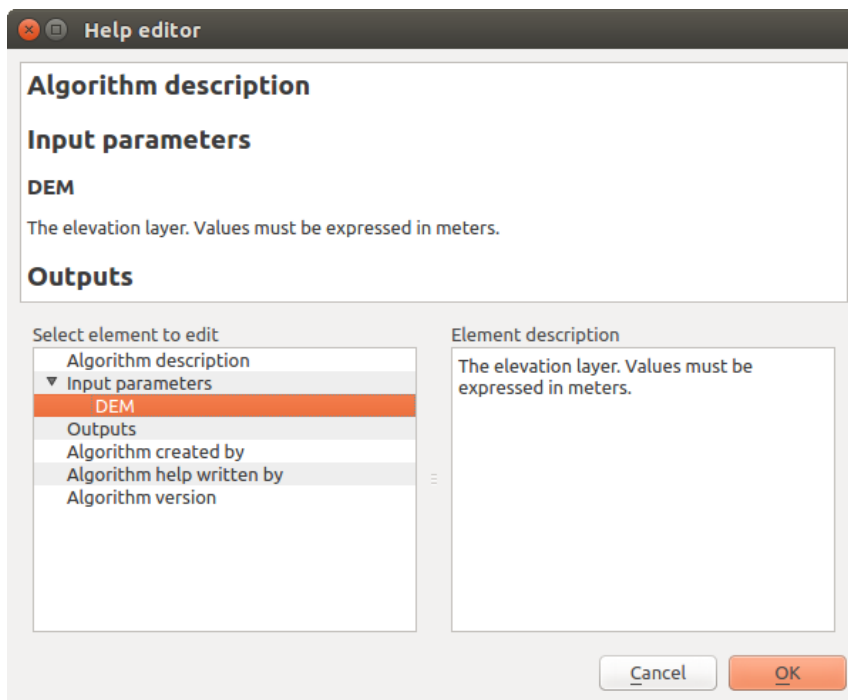 Help editor
Algorithm description
Input parameters
DEM
The elevation layer. Values must be expressed in meters.
Outputs
Select element to edit
Algorithm description
Input parameters
DEM
Outputs
Algorithm created by
Algorithm help written by
Algorithm version
Element description
The elevation layer. Values must be
expressed in meters.
Cancel
OK